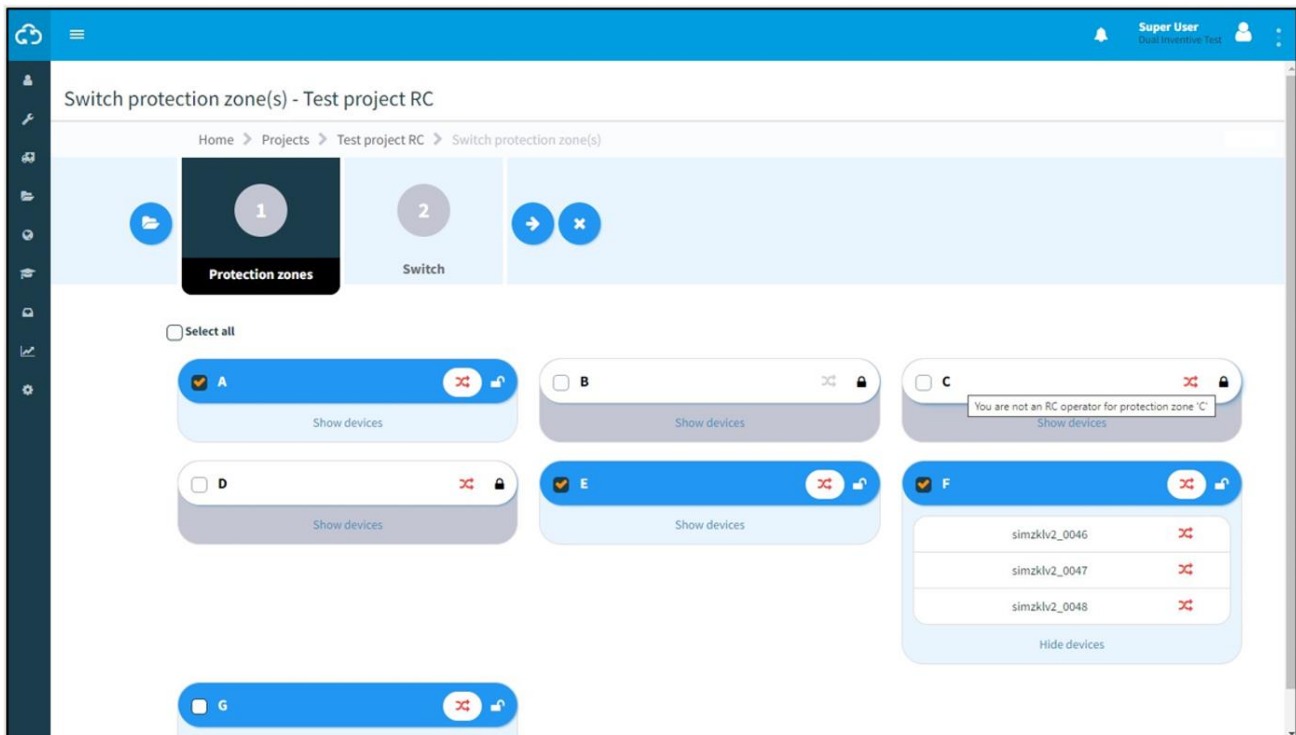 Super User
Dual Inventive Test
Switch protection zone(s) - Test project RC
Home Projects Test project RC Switch protection zone(s)
1
2
Protection zones
Switch
Select all
A
B
C
You are not an RC operator for protection zone 'C'
Show devices
Show devices
Show devices
D
E
F
Show devices
Show devices
simzklv2_0046
simzklv2_0047
simzklv2_0048
Hide devices
G